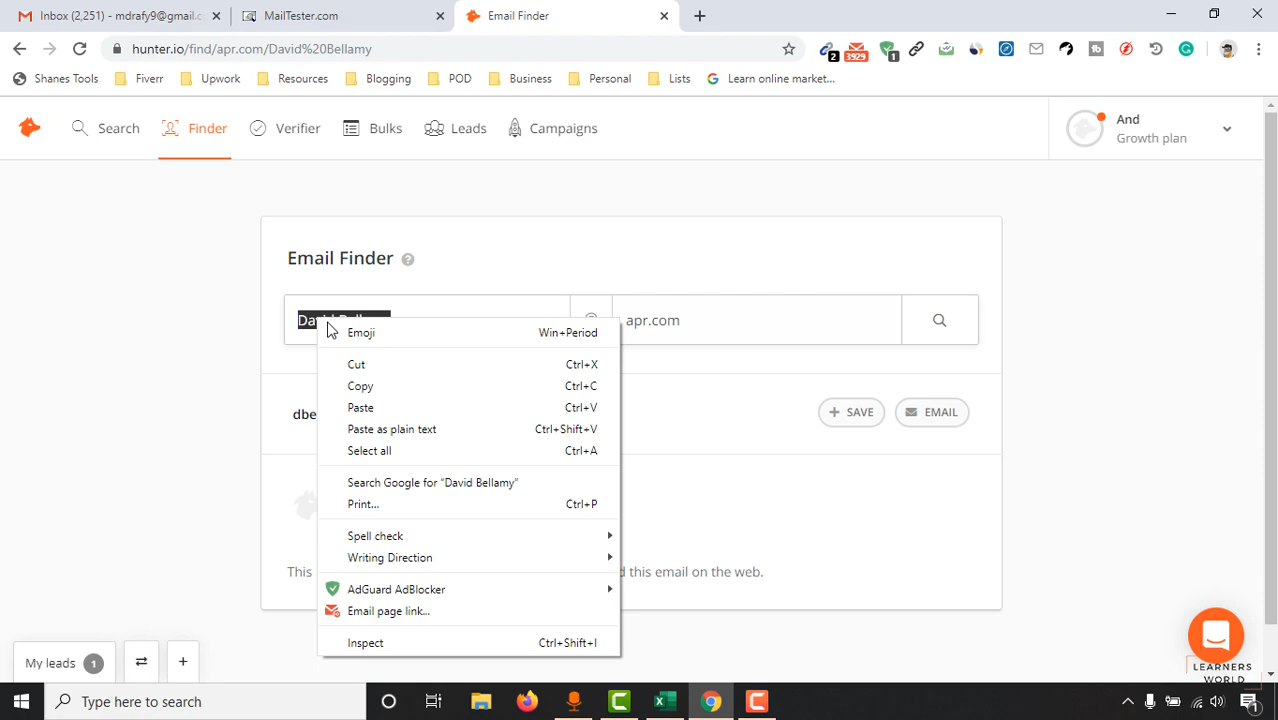 Inbox (2,251) - mdrafy9@gmail.c
MailTester.com
Email Finder
hunter.io/find/apr.com/David%20Bellamy
2
3929
1
Shanes Tools
Fiverr
Upwork
Resources
Blogging
POD
Business
Personal
Lists
Learn online market...
Search
Finder
Verifier
Bulks
Leads
Campaigns
And
Growth plan
Email Finder
apr.com
Emoji Win+Period
Cut Ctrl+X
Copy Ctrl+C
Paste Ctrl+V
Paste as plain text Ctrl+Shift+V
Select all Ctrl+A
Search Google for “David Bellamy”
Print... Ctrl+P
Spell check
Writing Direction
AdGuard AdBlocker
Email page link...
Inspect Ctrl+Shift+I
dbe
+ SAVE
EMAIL
This
this email on the web.
My leads 1
LEARNERS
WORLD
Type here to search
1